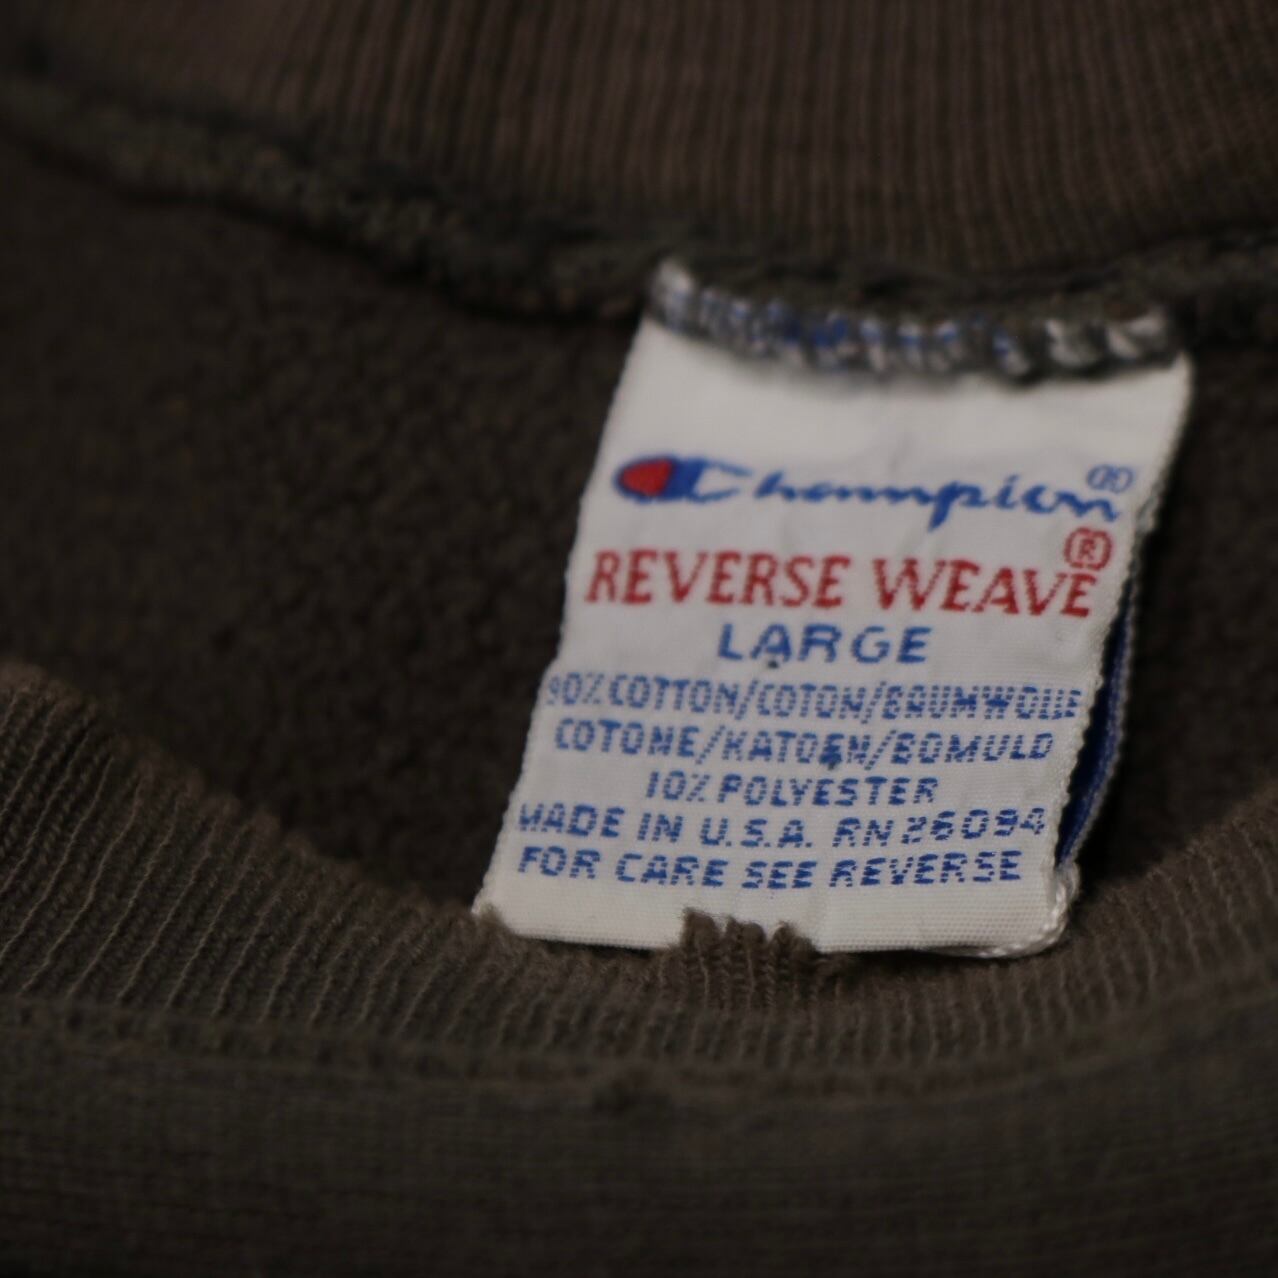 Champion®
REVERSE WEAVE®
LARGE
90% COTTON/COTON/BAUMWOLLE
COTONE/KATOEN/BOMULD
10% POLYESTER
MADE IN U.S.A. RN 26094
FOR CARE SEE REVERSE